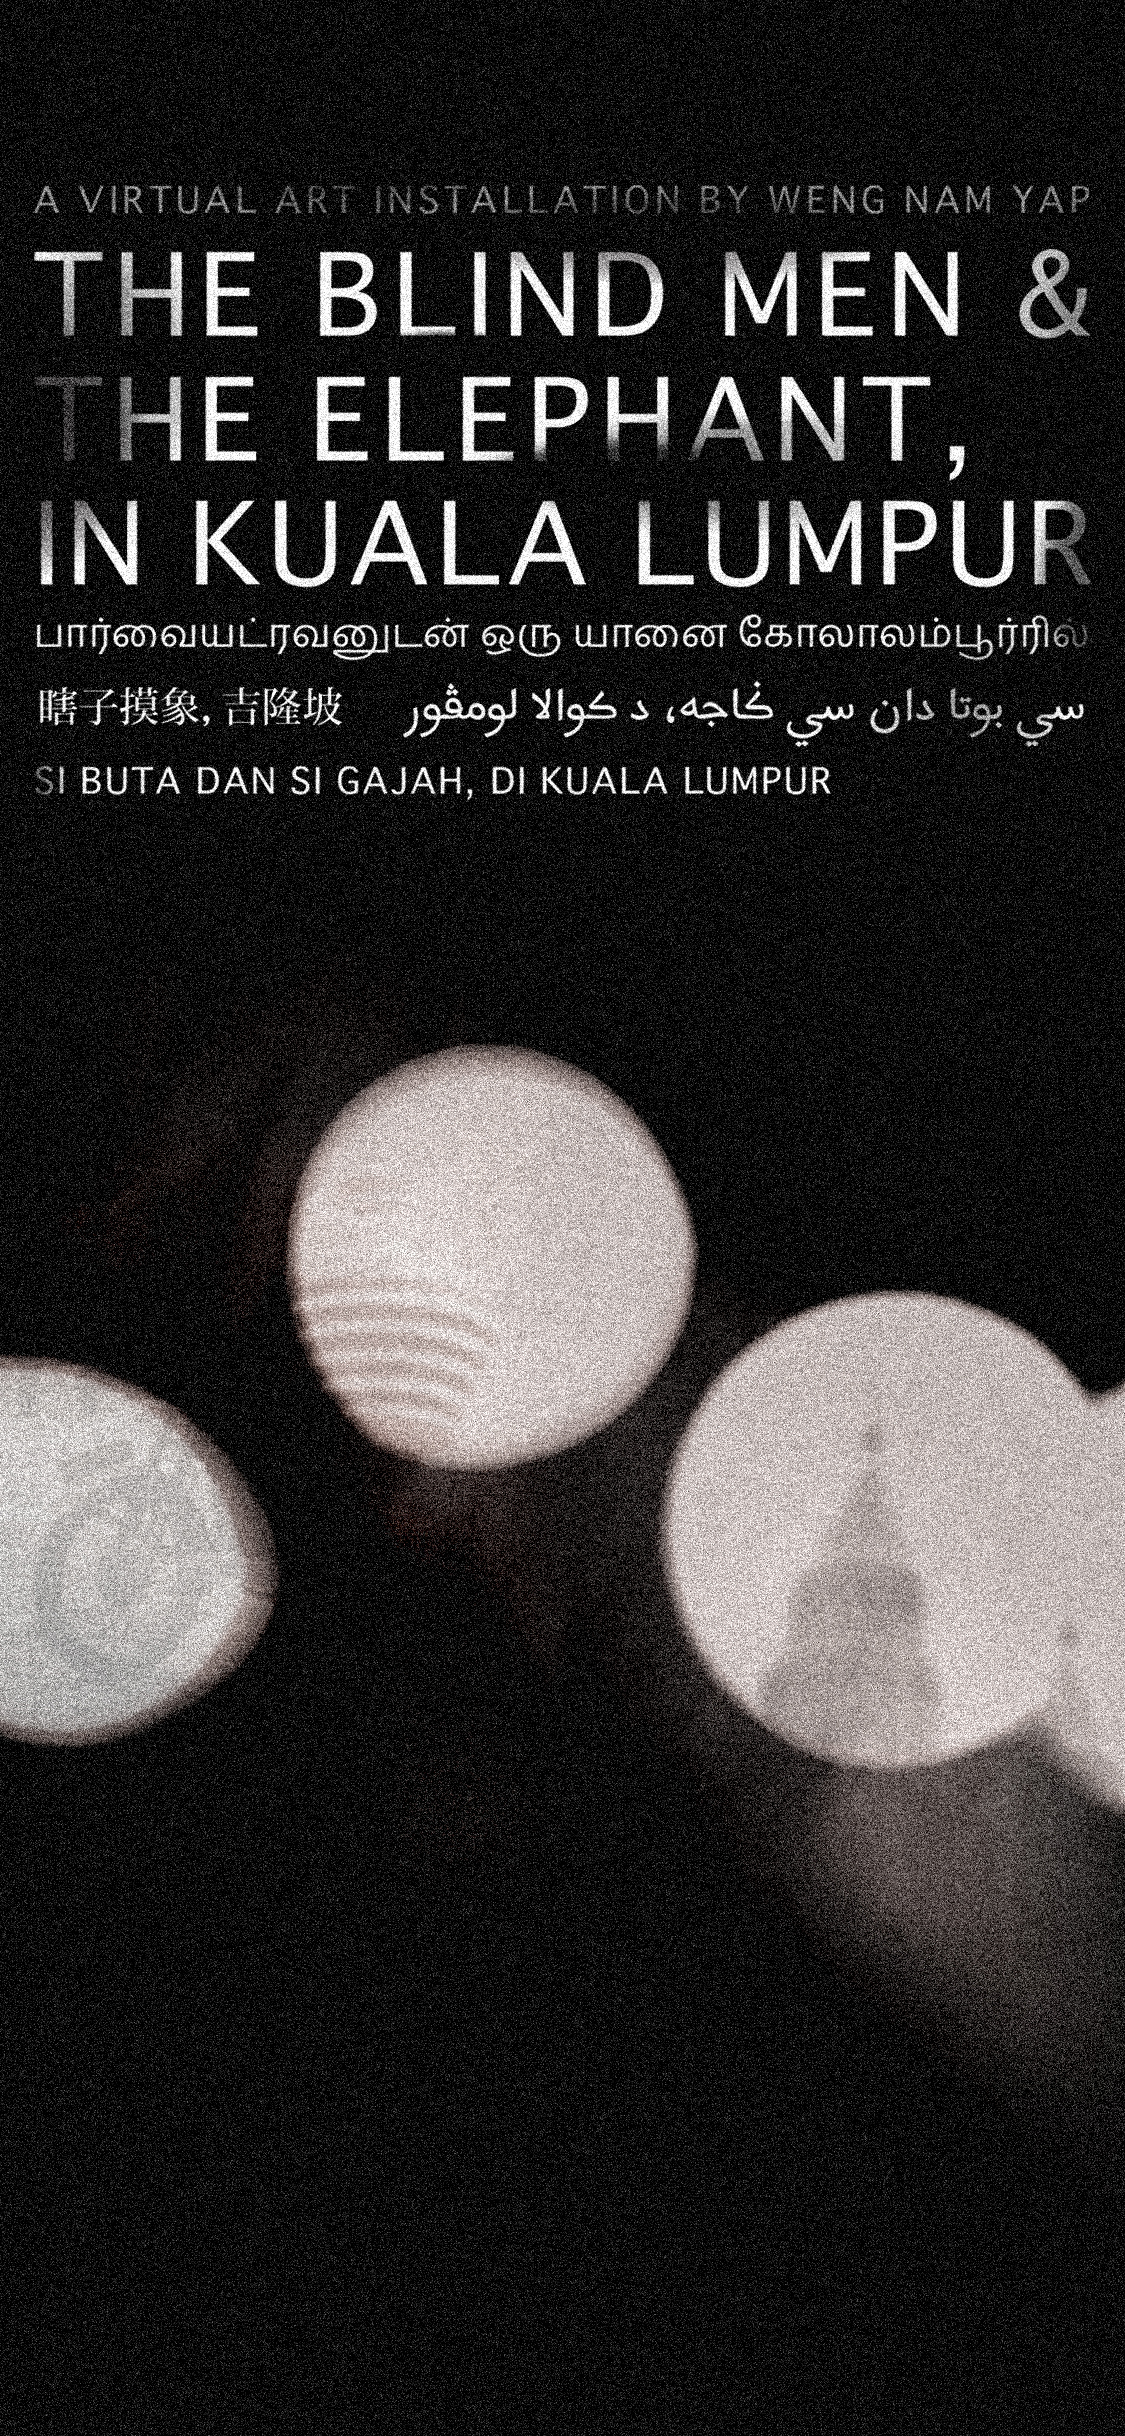 A VIRTUAL ART INSTALLATION BY WENG NAM YAP
THE BLIND MEN &
THE ELEPHANT,
IN KUALA LUMPUR
பார்வையட்ரவனுடன் ஒரு யானை கோலாலம்பூர்ரில்
瞎子摸象, 吉隆坡
سي بوتا دان سي ݢاجه، د کوالا لومڤور
SI BUTA DAN SI GAJAH, DI KUALA LUMPUR